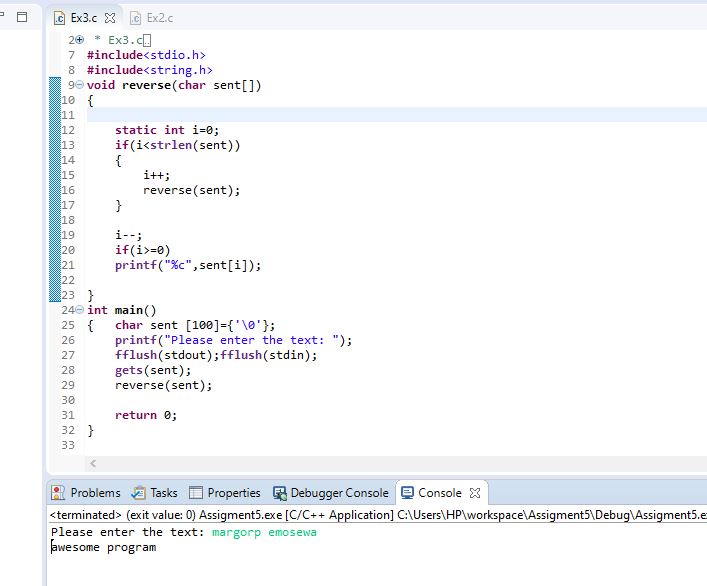 Ex3.c Ex2.c
2 * Ex3.c
7 #include<stdio.h>
8 #include<string.h>
9 void reverse(char sent[])
10 {
11
12 static int i=0;
13 if(i<strlen(sent))
14 {
15 i++;
16 reverse(sent);
17 }
18
19 i--;
20 if(i>=0)
21 printf("%c",sent[i]);
22
23 }
24 int main()
25 { char sent [100]={'\0'};
26 printf("Please enter the text: ");
27 fflush(stdout);fflush(stdin);
28 gets(sent);
29 reverse(sent);
30
31 return 0;
32 }
33
Problems Tasks Properties Debugger Console Console
<terminated> (exit value: 0) Assigment5.exe [C/C++ Application] C:\Users\HP\workspace\Assigment5\Debug\Assigment5.e
Please enter the text: margorp emosewa
awesome program